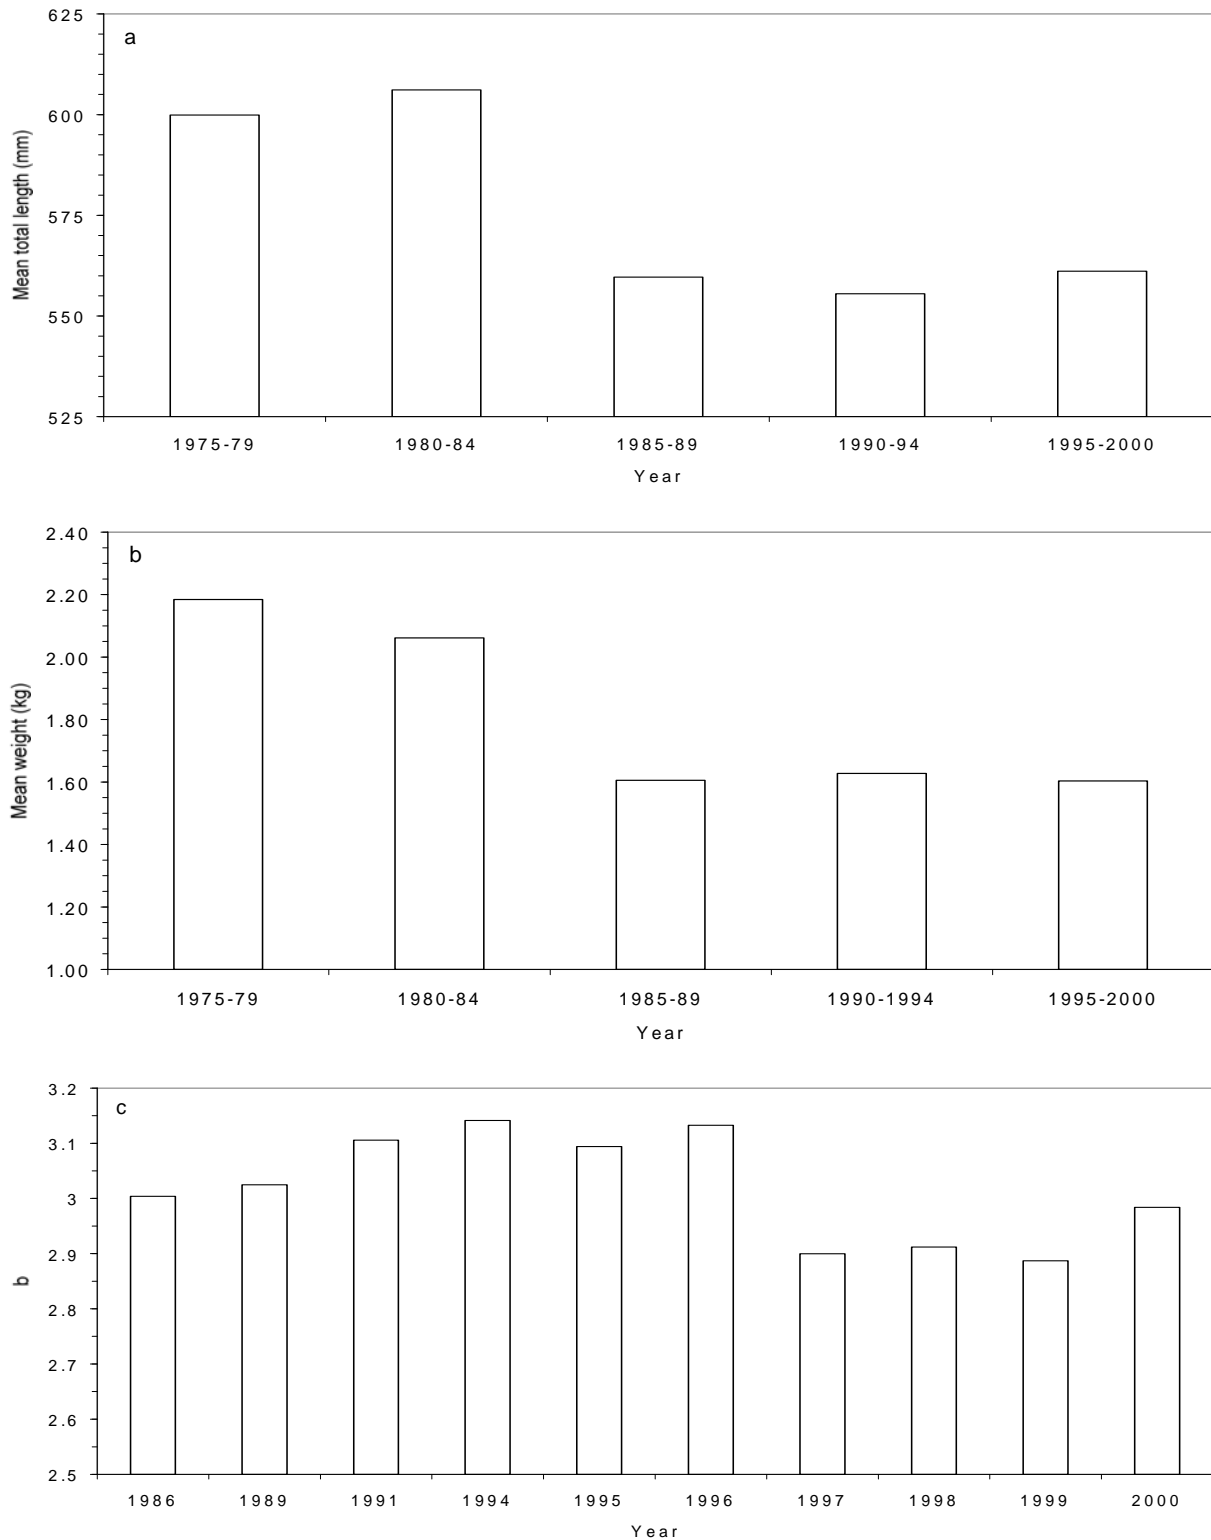 625
a
600
575
550
525
Mean total length (mm)
1975-79 1980-84 1985-89 1990-94 1995-2000
Year
2.40
b
2.20
2.00
1.80
1.60
1.40
1.20
1.00
Mean weight (kg)
1975-79 1980-84 1985-89 1990-1994 1995-2000
Year
3.2
c
3.1
3
2.9
2.8
2.7
2.6
2.5
b
1986 1989 1991 1994 1995 1996 1997 1998 1999 2000
Year